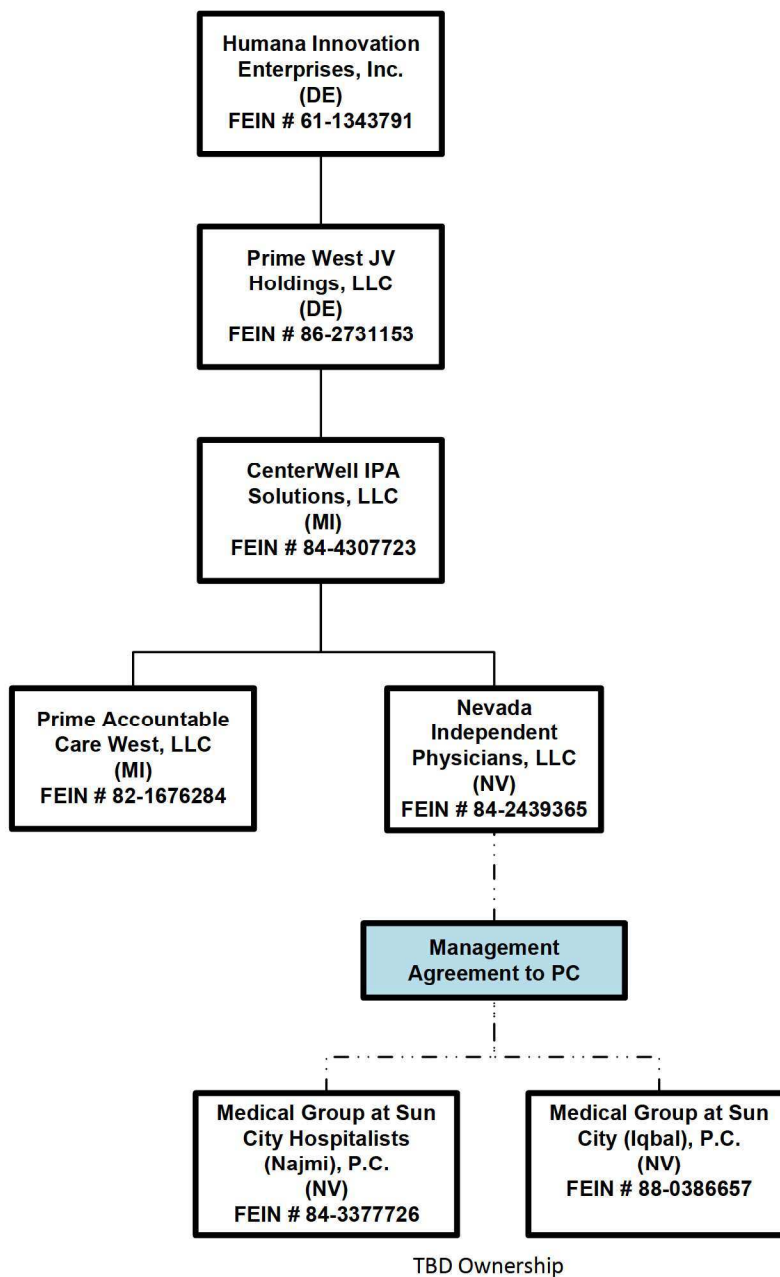 Humana Innovation
Enterprises, Inc.
(DE)
FEIN # 61-1343791
Prime West JV
Holdings, LLC
(DE)
FEIN # 86-2731153
CenterWell IPA
Solutions, LLC
(MI)
FEIN # 84-4307723
Prime Accountable
Care West, LLC
(MI)
FEIN # 82-1676284
Nevada
Independent
Physicians, LLC
(NV)
FEIN # 84-2439365
Management
Agreement to PC
Medical Group at Sun
City Hospitalists
(Najmi), P.C.
(NV)
FEIN # 84-3377726
Medical Group at Sun
City (Iqbal), P.C.
(NV)
FEIN # 88-0386657
TBD Ownership